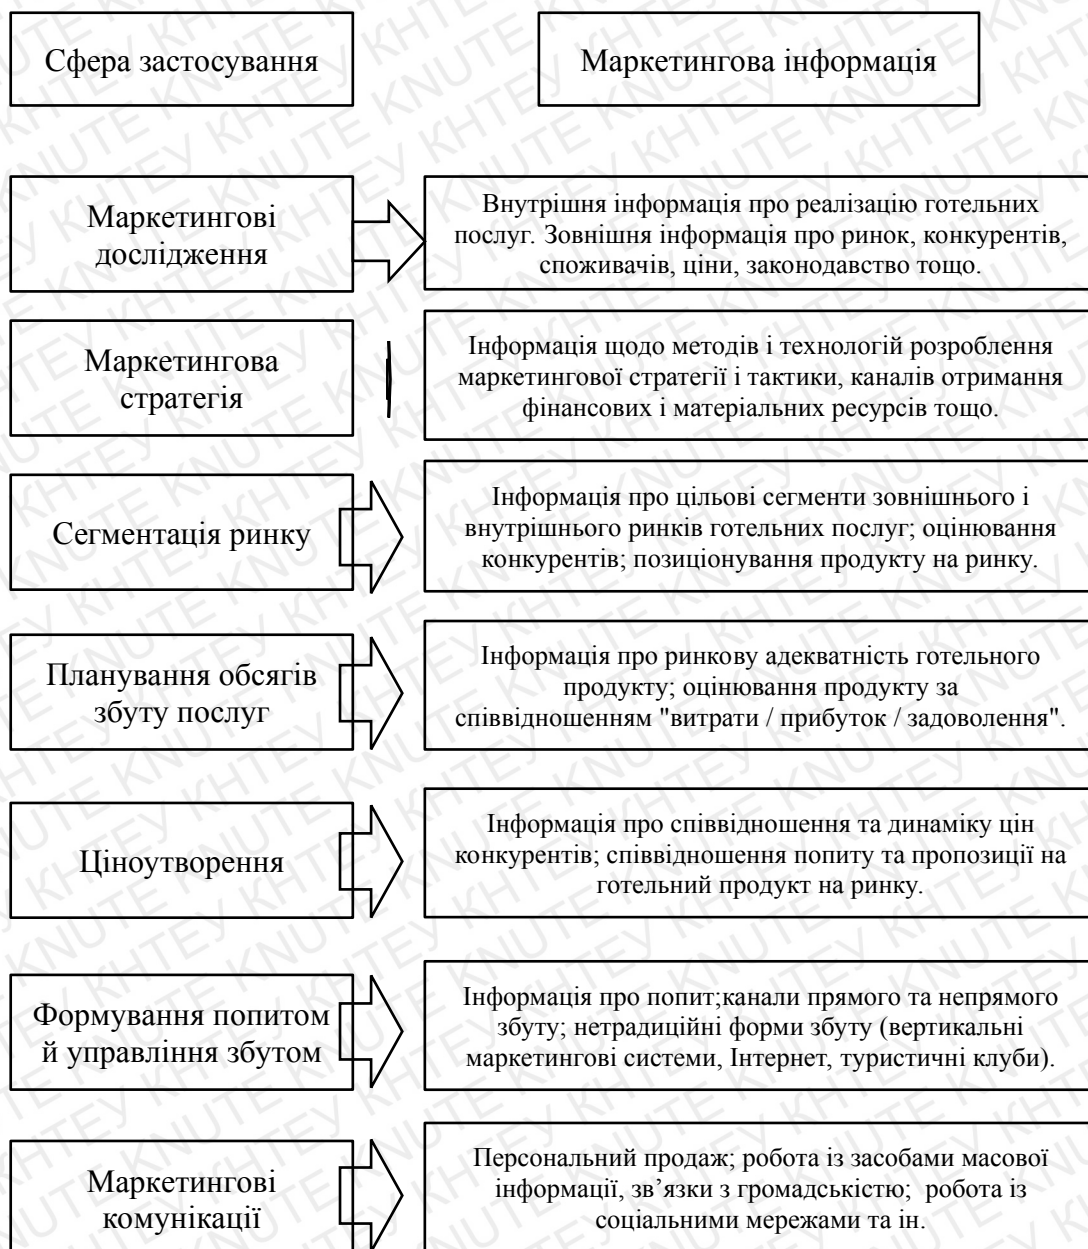 Сфера застосування
Маркетингова інформація
Маркетингові
дослідження
Внутрішня інформація про реалізацію готельних
послуг. Зовнішня інформація про ринок, конкурентів,
споживачів, ціни, законодавство тощо.
Маркетингова
стратегія
Інформація щодо методів і технологій розроблення
маркетингової стратегії і тактики, каналів отримання
фінансових і матеріальних ресурсів тощо.
Сегментація ринку
Інформація про цільові сегменти зовнішнього і
внутрішнього ринків готельних послуг; оцінювання
конкурентів; позиціонування продукту на ринку.
Планування обсягів
збуту послуг
Інформація про ринкову адекватність готельного
продукту; оцінювання продукту за
співвідношенням "витрати / прибуток / задоволення".
Ціноутворення
Інформація про співвідношення та динаміку цін
конкурентів; співвідношення попиту та пропозиції на
готельний продукт на ринку.
Формування попитом
й управління збутом
Інформація про попит;канали прямого та непрямого
збуту; нетрадиційні форми збуту (вертикальні
маркетингові системи, Інтернет, туристичні клуби).
Маркетингові
комунікації
Персональний продаж; робота із засобами масової
інформації, зв’язки з громадськістю; робота із
соціальними мережами та ін.